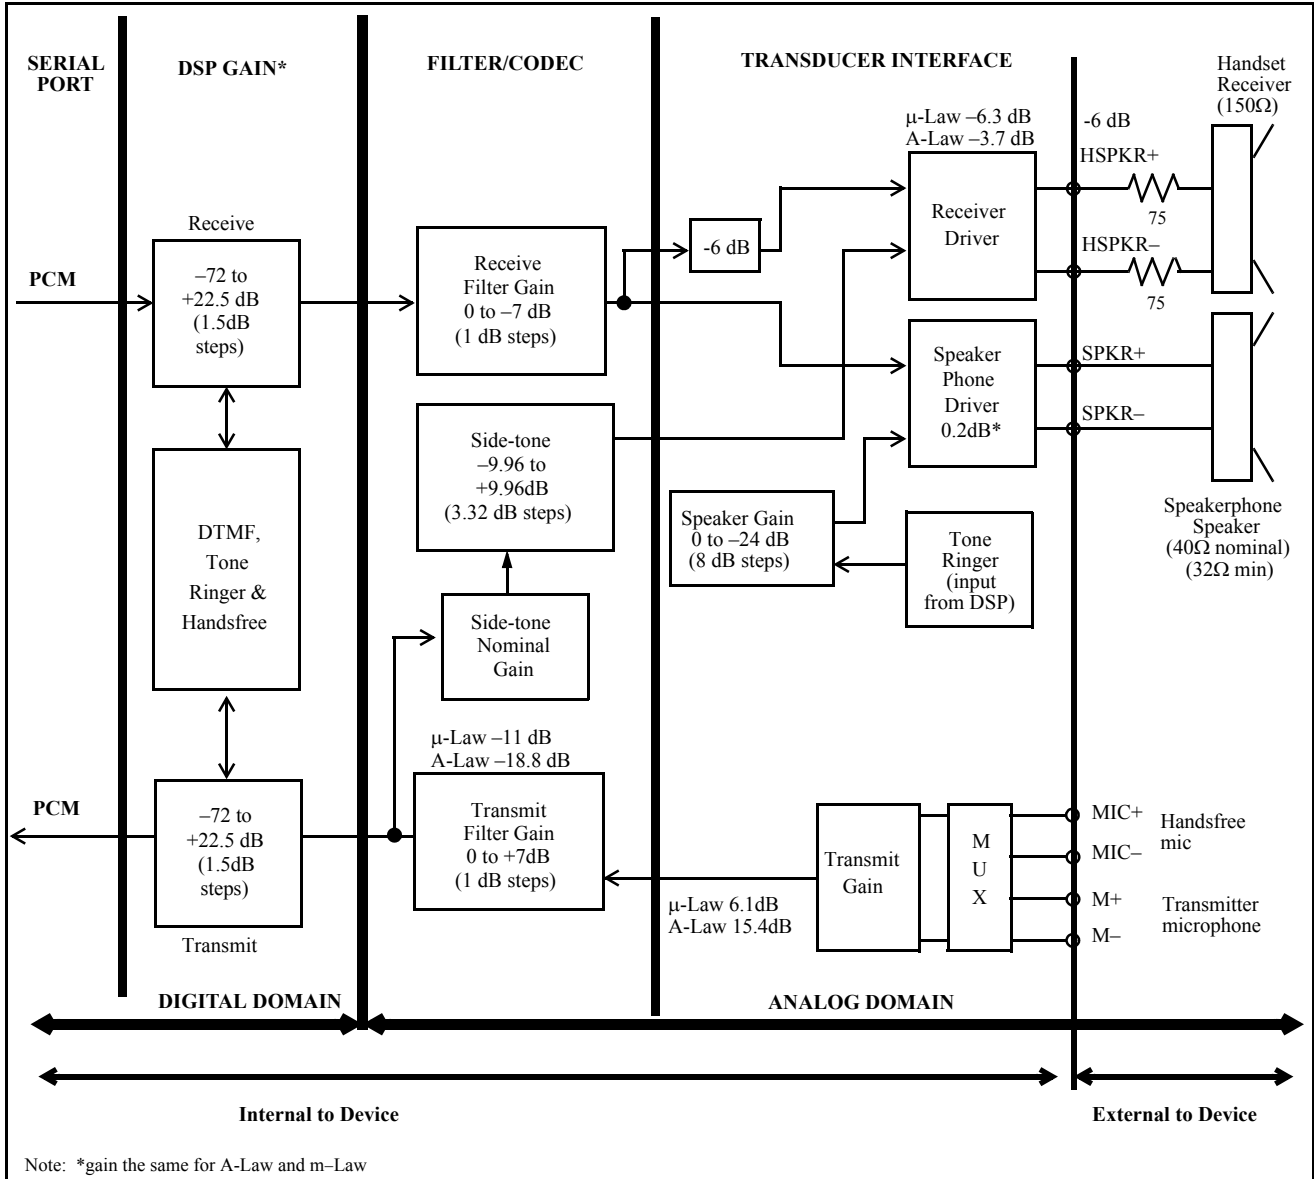 SERIAL
PORT
DSP GAIN*
FILTER/CODEC
TRANSDUCER INTERFACE
Handset
Receiver
(150Ω)
μ-Law –6.3 dB
A-Law –3.7 dB
-6 dB
HSPKR+
75
HSPKR–
75
Receiver
Driver
-6 dB
Receive
PCM
–72 to
+22.5 dB
(1.5dB
steps)
Receive
Filter Gain
0 to –7 dB
(1 dB steps)
Speaker
Phone
Driver
0.2dB*
SPKR+
SPKR–
Side-tone
–9.96 to
+9.96dB
(3.32 dB steps)
Speaker Gain
0 to –24 dB
(8 dB steps)
Tone
Ringer
(input
from DSP)
Speakerphone
Speaker
(40Ω nominal)
(32Ω min)
DTMF,
Tone
Ringer &
Handsfree
Side-tone
Nominal
Gain
μ-Law –11 dB
A-Law –18.8 dB
PCM
–72 to
+22.5 dB
(1.5dB
steps)
Transmit
Transmit
Filter Gain
0 to +7dB
(1 dB steps)
μ-Law 6.1dB
A-Law 15.4dB
Transmit
Gain
M
U
X
MIC+
MIC–
Handsfree
mic
M+
M–
Transmitter
microphone
DIGITAL DOMAIN
ANALOG DOMAIN
Internal to Device
External to Device
Note: *gain the same for A-Law and m–Law